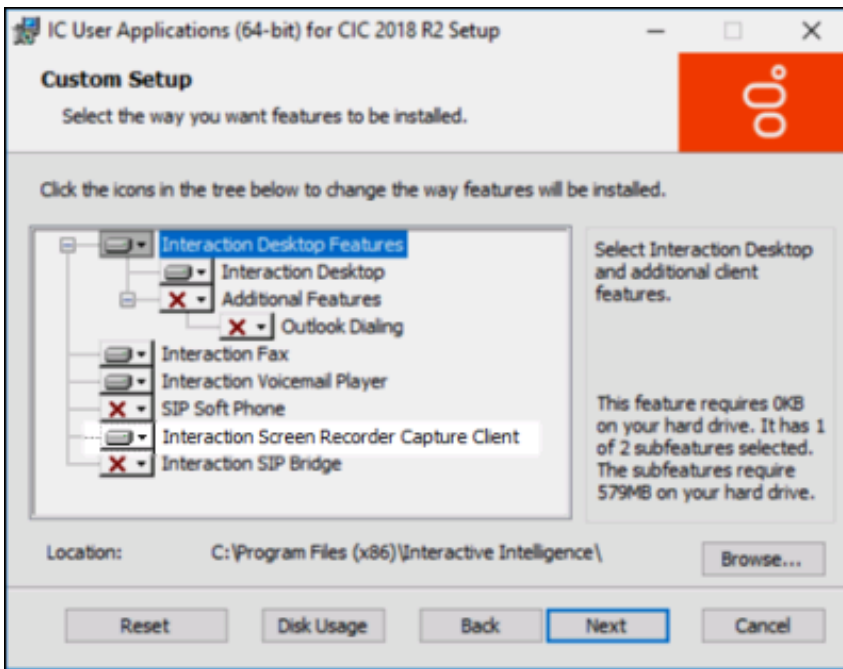 IC User Applications (64-bit) for CIC 2018 R2 Setup
Custom Setup
Select the way you want features to be installed.
Click the icons in the tree below to change the way features will be installed.
Interaction Desktop Features
Interaction Desktop
Additional Features
Outlook Dialing
Interaction Fax
Interaction Voicemail Player
SIP Soft Phone
Interaction Screen Recorder Capture Client
Interaction SIP Bridge
Select Interaction Desktop
and additional client
features.
This feature requires 0KB
on your hard drive. It has 1
of 2 subfeatures selected.
The subfeatures require
579MB on your hard drive.
Location: C:\Program Files (x86)\Interactive Intelligence\
Browse...
Reset Disk Usage Back Next Cancel